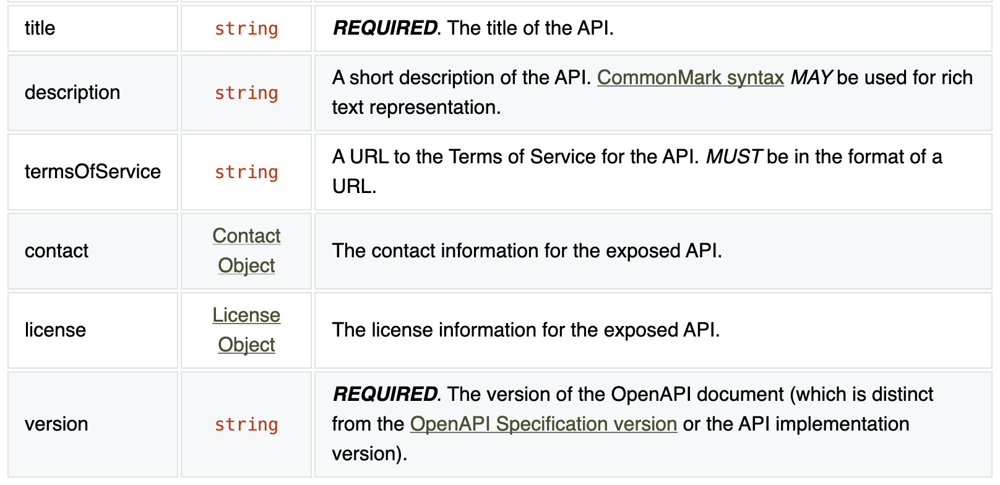 title string REQUIRED. The title of the API.
description string A short description of the API. CommonMark syntax MAY be used for rich
text representation.
termsOfService string A URL to the Terms of Service for the API. MUST be in the format of a
URL.
contact Contact
Object The contact information for the exposed API.
license License
Object The license information for the exposed API.
version string REQUIRED. The version of the OpenAPI document (which is distinct
from the OpenAPI Specification version or the API implementation
version).